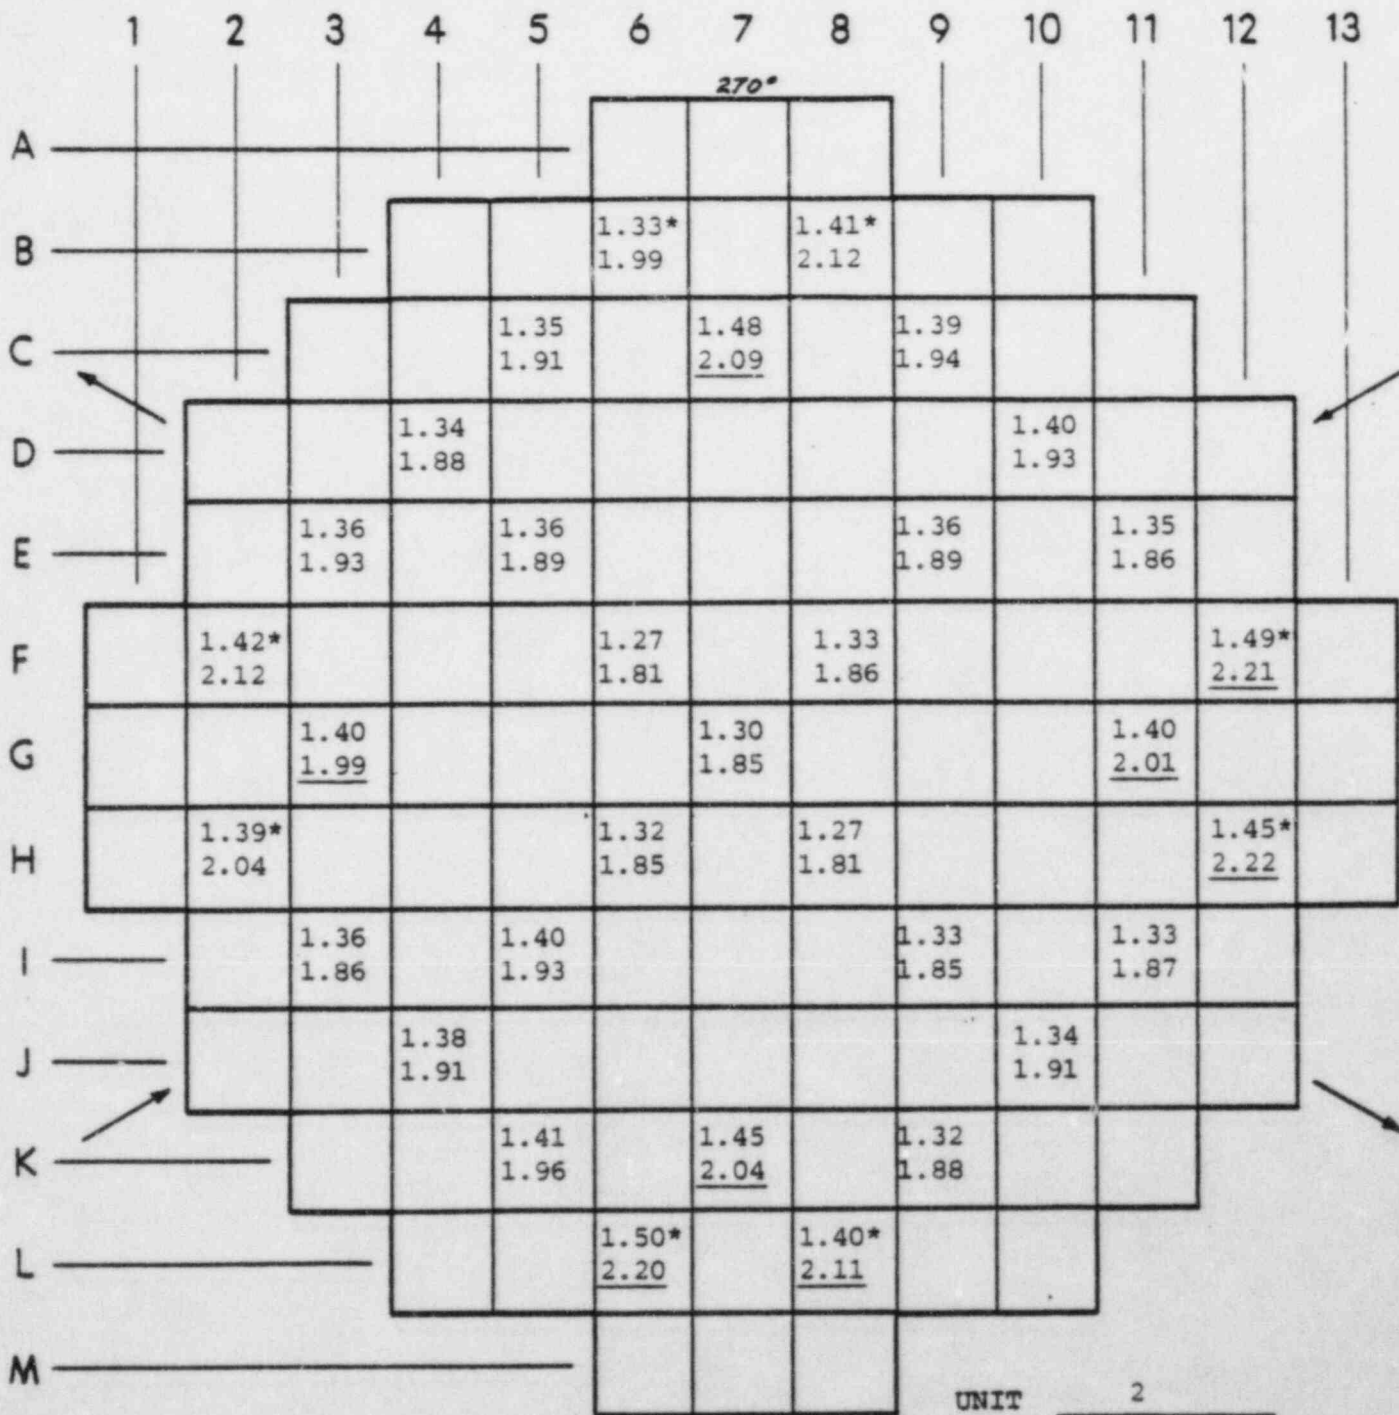 1 2 3 4 5 6 7 8 9 10 11 12 13
270°
A
B 1.33* 1.41*
1.99 2.12
C 1.35 1.48 1.39
1.91 2.09 1.94
D 1.34 1.40
1.88 1.93
E 1.36 1.36 1.36 1.35
1.93 1.89 1.89 1.86
F 1.42* 1.27 1.33 1.49*
2.12 1.81 1.86 2.21
G 1.40 1.30 1.40
1.99 1.85 2.01
H 1.39* 1.32 1.27 1.45*
2.04 1.85 1.81 2.22
I 1.36 1.40 1.33 1.33
1.86 1.93 1.85 1.87
J 1.38 1.34
1.91 1.91
K 1.41 1.45 1.32
1.96 2.04 1.88
L 1.50* 1.40*
2.20 2.11
M
UNIT 2